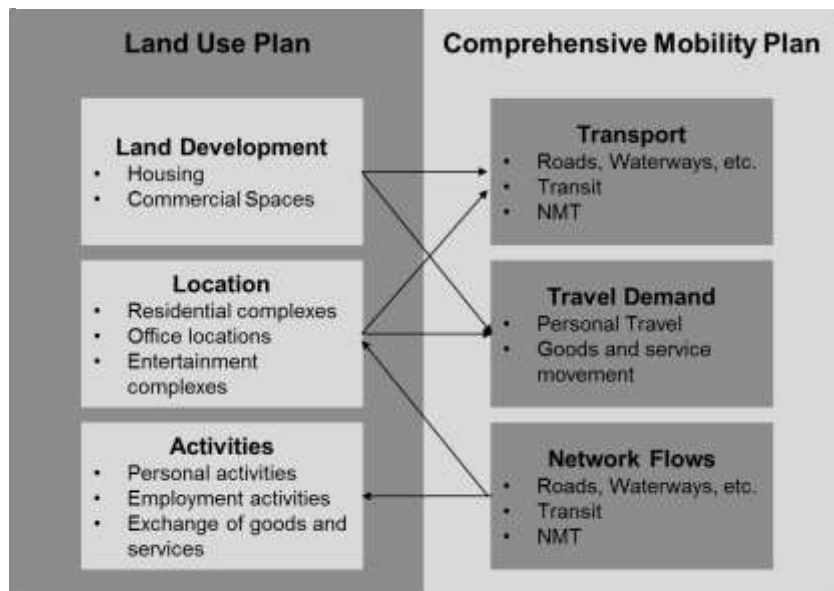 Land Use Plan
Land Development
• Housing
• Commercial Spaces
Location
• Residential complexes
• Office locations
• Entertainment
complexes
Activities
• Personal activities
• Employment activities
• Exchange of goods and
services
Comprehensive Mobility Plan
Transport
• Roads, Waterways, etc.
• Transit
• NMT
Travel Demand
• Personal Travel
• Goods and service
movement
Network Flows
• Roads, Waterways, etc.
• Transit
• NMT